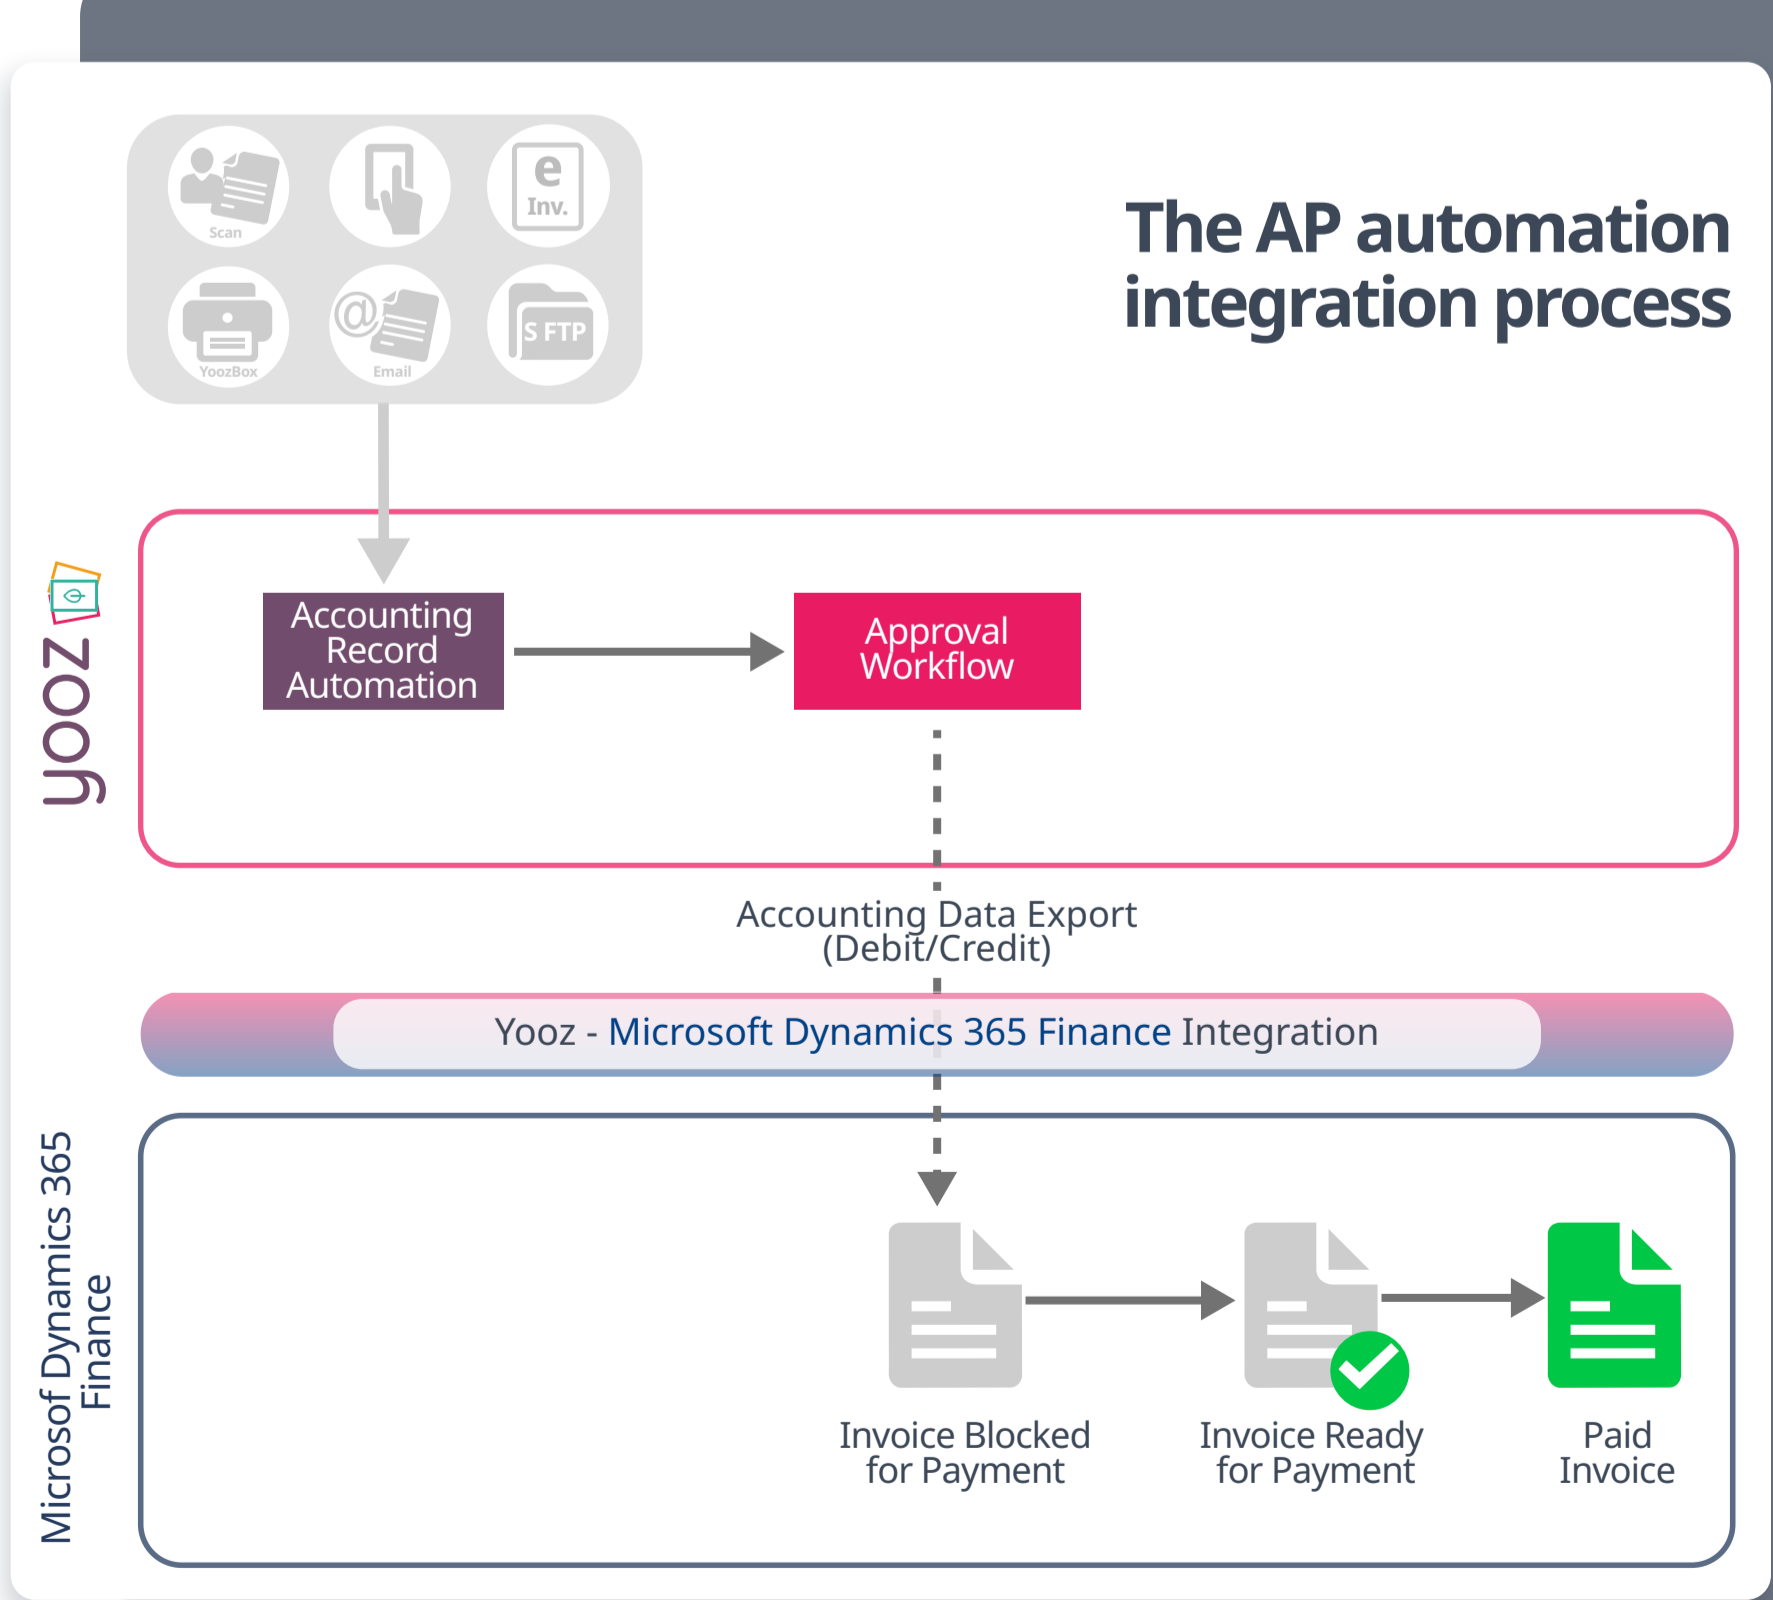 The AP automation
integration process
e
Inv.
Scan
@
S FTP
YoozBox
Email
yooz
Accounting
Record
Automation
Approval
Workflow
Accounting Data Export
(Debit/Credit)
Yooz - Microsoft Dynamics 365 Finance Integration
Microsof Dynamics 365
Finance
Invoice Blocked
for Payment
Invoice Ready
for Payment
Paid
Invoice